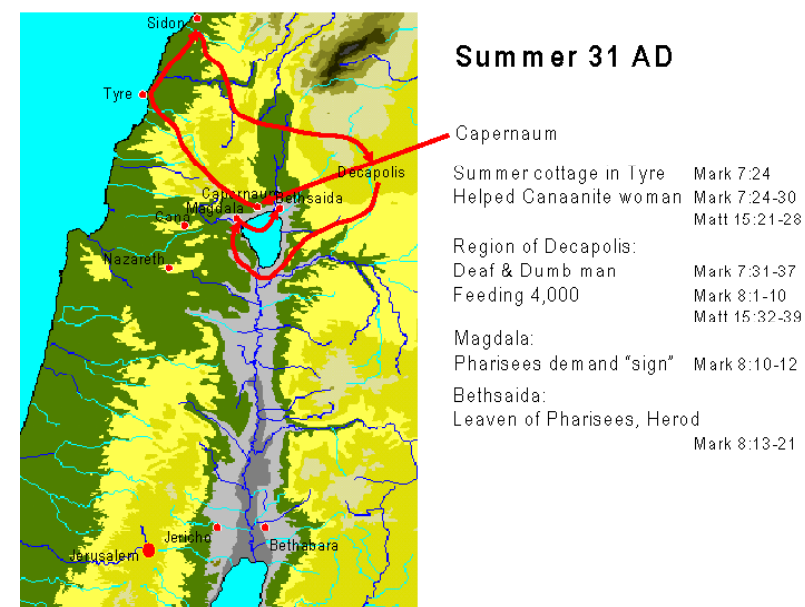 Summer 31 AD
Sidon
Tyre
Capernaum
Decapolis
Capernaum
Bethsaida
Magdala
Cana
Nazareth
Jericho
Jerusalem
Bethabara
Summer cottage in Tyre Mark 7:24
Helped Canaanite woman Mark 7:24-30
Matt 15:21-28
Region of Decapolis:
Deaf & Dumb man Mark 7:31-37
Feeding 4,000 Mark 8:1-10
Matt 15:32-39
Magdala:
Pharisees demand “sign” Mark 8:10-12
Bethsaida:
Leaven of Pharisees, Herod
Mark 8:13-21